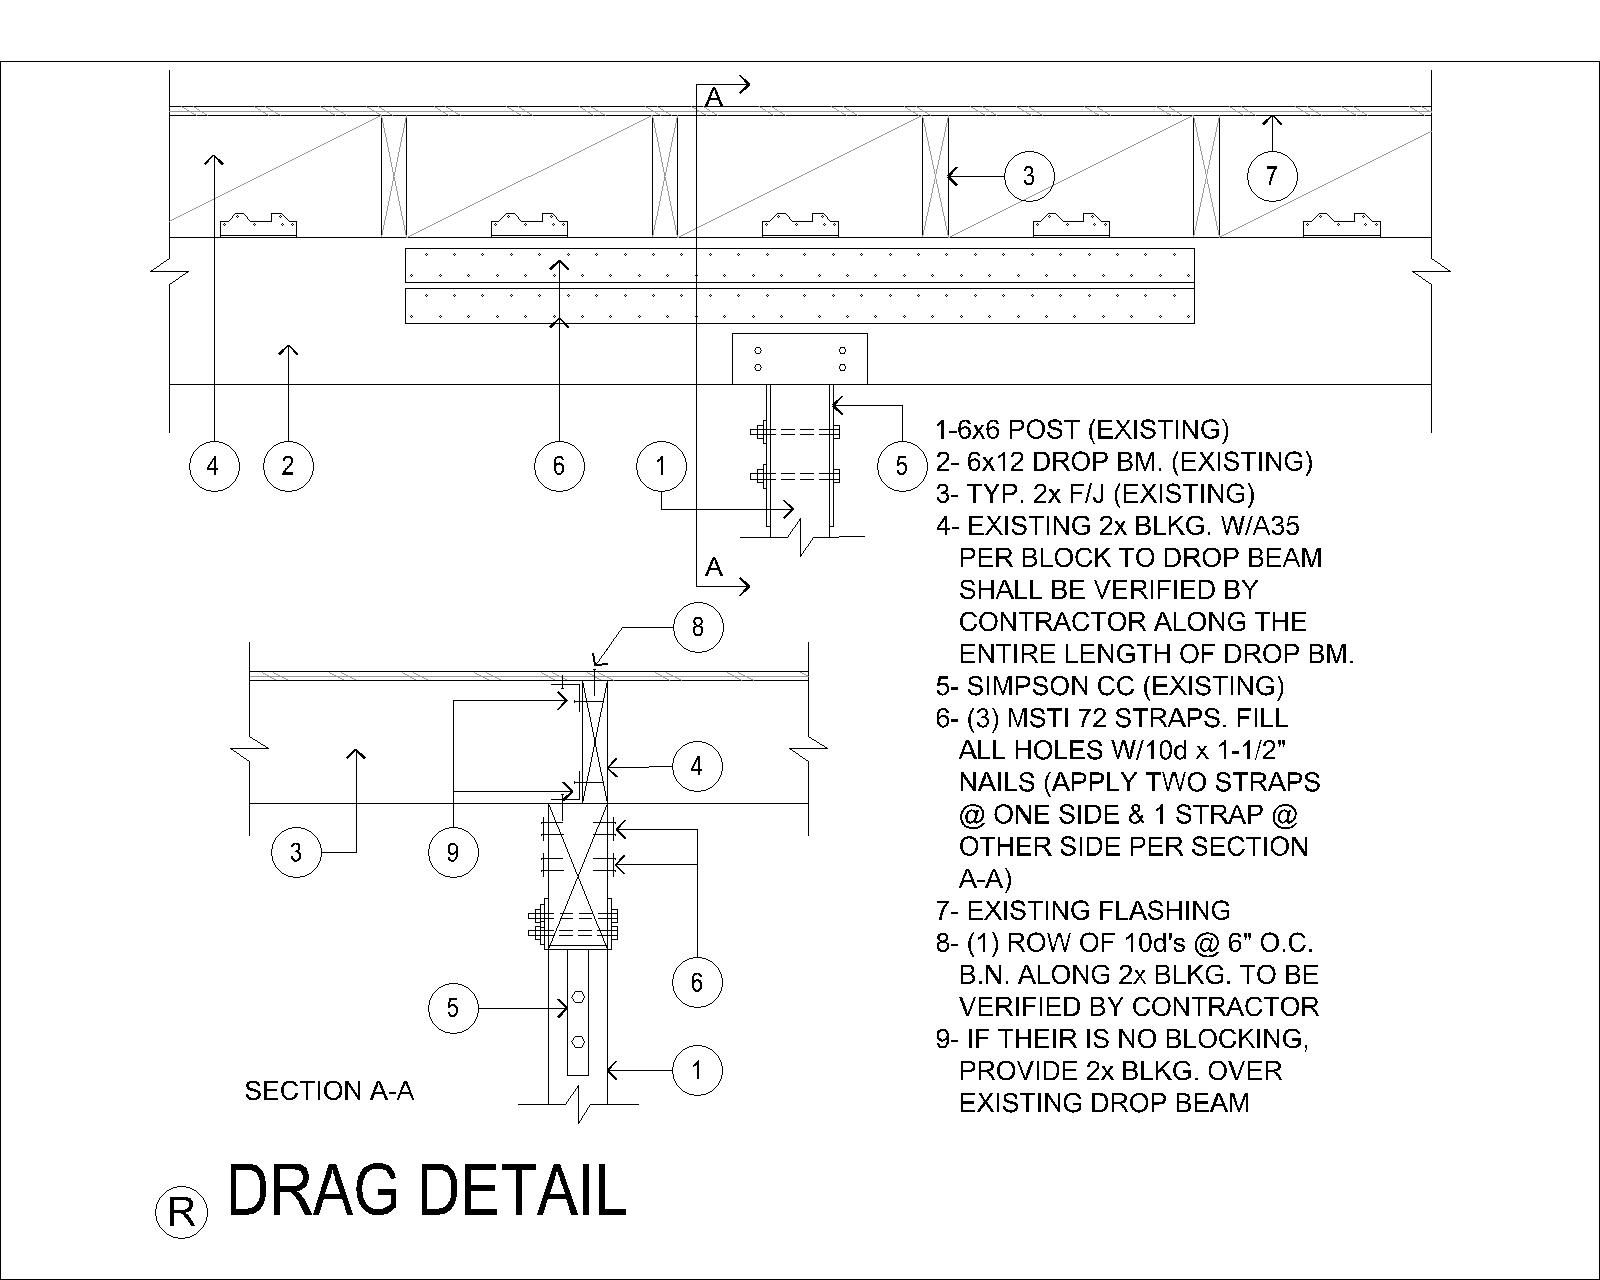 A
3
7
4
2
6
1
5
A
1-6x6 POST (EXISTING)
2- 6x12 DROP BM. (EXISTING)
3- TYP. 2x F/J (EXISTING)
4- EXISTING 2x BLKG. W/A35
PER BLOCK TO DROP BEAM
SHALL BE VERIFIED BY
CONTRACTOR ALONG THE
ENTIRE LENGTH OF DROP BM.
5- SIMPSON CC (EXISTING)
6- (3) MSTI 72 STRAPS. FILL
ALL HOLES W/10d x 1-1/2"
NAILS (APPLY TWO STRAPS
@ ONE SIDE & 1 STRAP @
OTHER SIDE PER SECTION
A-A)
7- EXISTING FLASHING
8- (1) ROW OF 10d's @ 6" O.C.
B.N. ALONG 2x BLKG. TO BE
VERIFIED BY CONTRACTOR
9- IF THEIR IS NO BLOCKING,
PROVIDE 2x BLKG. OVER
EXISTING DROP BEAM
8
4
3
9
6
5
1
SECTION A-A
R DRAG DETAIL